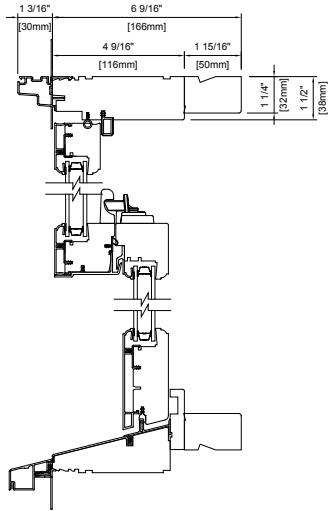 1 3/16"
[30mm]
6 9/16"
[166mm]
4 9/16"
[116mm]
1 15/16"
[50mm]
1 1/4"
[32mm]
1 1/2"
[38mm]